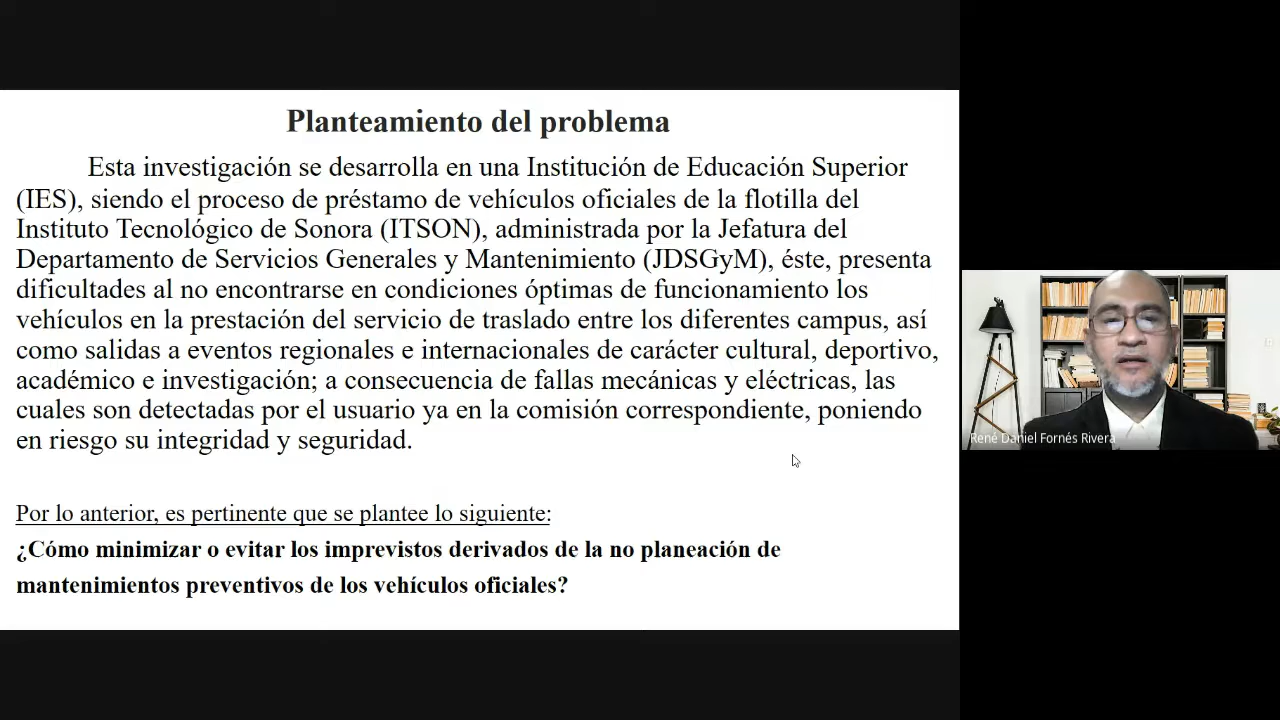 Planteamiento del problema
Esta investigación se desarrolla en una Institución de Educación Superior
(IES), siendo el proceso de préstamo de vehículos oficiales de la flotilla del
Instituto Tecnológico de Sonora (ITSON), administrada por la Jefatura del
Departamento de Servicios Generales y Mantenimiento (JDSGyM), éste, presenta
dificultades al no encontrarse en condiciones óptimas de funcionamiento los
vehículos en la prestación del servicio de traslado entre los diferentes campus, así
como salidas a eventos regionales e internacionales de carácter cultural, deportivo,
académico e investigación; a consecuencia de fallas mecánicas y eléctricas, las
cuales son detectadas por el usuario ya en la comisión correspondiente, poniendo
en riesgo su integridad y seguridad.
Por lo anterior, es pertinente que se plantee lo siguiente:
¿Cómo minimizar o evitar los imprevistos derivados de la no planeación de
mantenimientos preventivos de los vehículos oficiales?
René Daniel Fornés Rivera